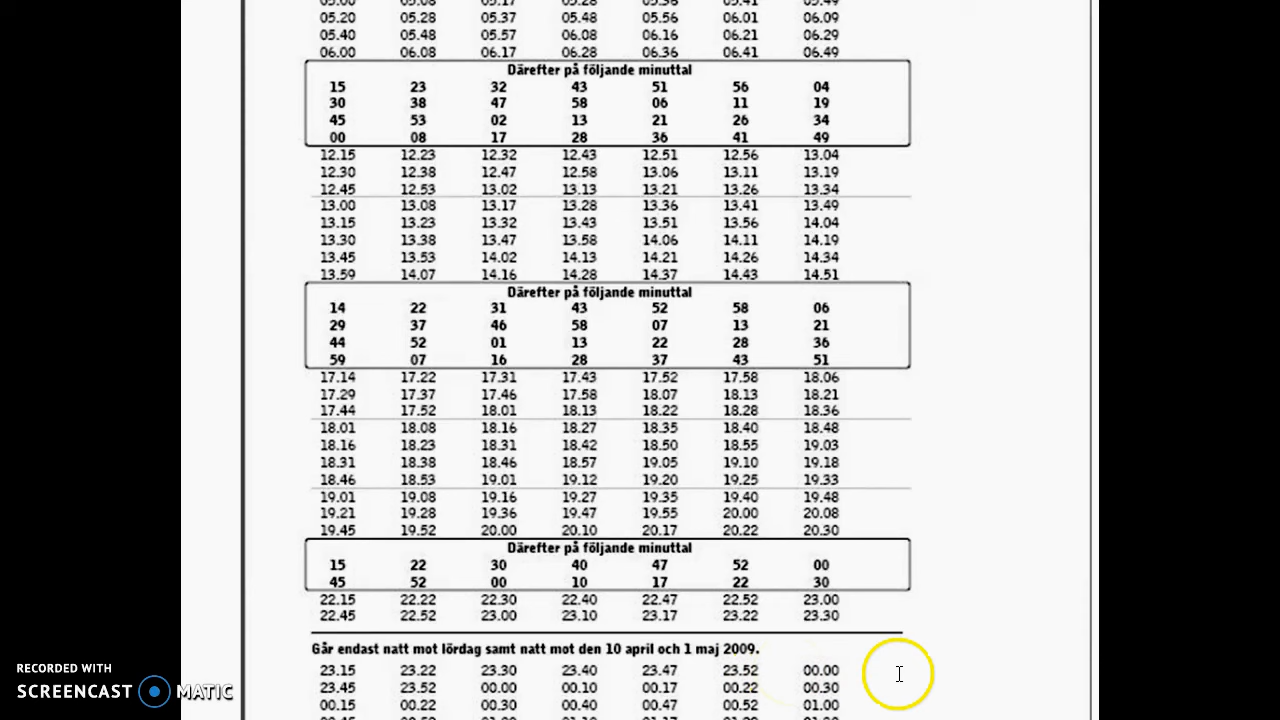 05.20 05.28 05.37 05.48 05.56 06.01 06.09
05.40 05.48 05.57 06.08 06.16 06.21 06.29
06.00 06.08 06.17 06.28 06.36 06.41 06.49
Därefter på följande minuttal
15 23 32 43 51 56 04
30 38 47 58 06 11 19
45 53 02 13 21 26 34
00 08 17 28 36 41 49
12.15 12.23 12.32 12.43 12.51 12.56 13.04
12.30 12.38 12.47 12.58 13.06 13.11 13.19
12.45 12.53 13.02 13.13 13.21 13.26 13.34
13.00 13.08 13.17 13.28 13.36 13.41 13.49
13.15 13.23 13.32 13.43 13.51 13.56 14.04
13.30 13.38 13.47 13.58 14.06 14.11 14.19
13.45 13.53 14.02 14.13 14.21 14.26 14.34
13.59 14.07 14.16 14.28 14.37 14.43 14.51
Därefter på följande minuttal
14 22 31 43 52 58 06
29 37 46 58 07 13 21
44 52 01 13 22 28 36
59 07 16 28 37 43 51
17.14 17.22 17.31 17.43 17.52 17.58 18.06
17.29 17.37 17.46 17.58 18.07 18.13 18.21
17.44 17.52 18.01 18.13 18.22 18.28 18.36
18.01 18.08 18.16 18.27 18.35 18.40 18.48
18.16 18.23 18.31 18.42 18.50 18.55 19.03
18.31 18.38 18.46 18.57 19.05 19.10 19.18
18.46 18.53 19.01 19.12 19.20 19.25 19.33
19.01 19.08 19.16 19.27 19.35 19.40 19.48
19.21 19.28 19.36 19.47 19.55 20.00 20.08
19.45 19.52 20.00 20.10 20.17 20.22 20.30
Därefter på följande minuttal
15 22 30 40 47 52 00
45 52 00 10 17 22 30
22.15 22.22 22.30 22.40 22.47 22.52 23.00
22.45 22.52 23.00 23.10 23.17 23.22 23.30
Går endast natt mot lördag samt natt mot den 10 april och 1 maj 2009.
23.15 23.22 23.30 23.40 23.47 23.52 00.00
23.45 23.52 00.00 00.10 00.17 00.22 00.30
00.15 00.22 00.30 00.40 00.47 00.52 01.00
RECORDED WITH
SCREENCAST MATIC